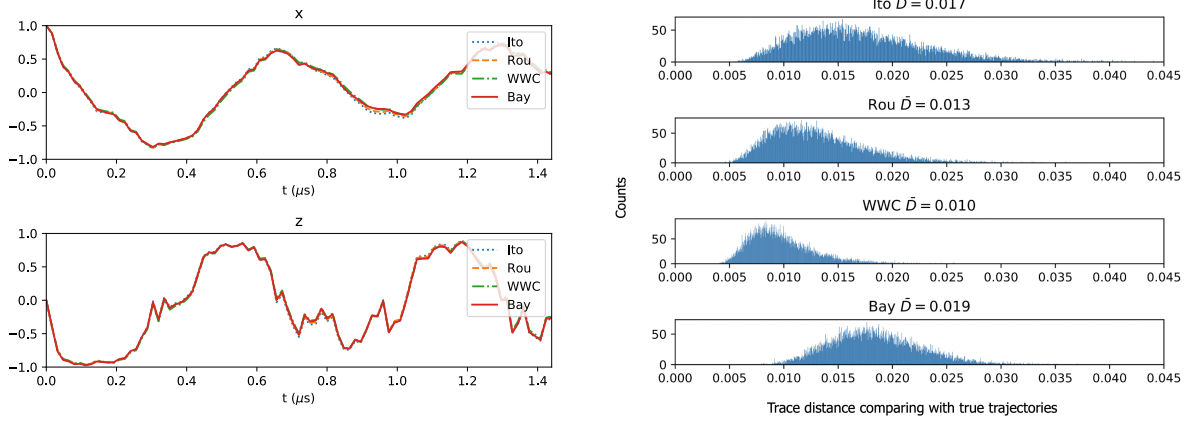 x
1.0
0.5
0.0
−0.5
−1.0
Ito
Rou
WWC
Bay
0.0 0.2 0.4 0.6 0.8 1.0 1.2 1.4
t (μs)
z
1.0
0.5
0.0
−0.5
−1.0
Ito
Rou
WWC
Bay
0.0 0.2 0.4 0.6 0.8 1.0 1.2 1.4
t (μs)
Ito D̄ = 0.017
50
0
0.000 0.005 0.010 0.015 0.020 0.025 0.030 0.035 0.040 0.045
Rou D̄ = 0.013
50
0
0.000 0.005 0.010 0.015 0.020 0.025 0.030 0.035 0.040 0.045
WWC D̄ = 0.010
50
0
0.000 0.005 0.010 0.015 0.020 0.025 0.030 0.035 0.040 0.045
Bay D̄ = 0.019
50
0
0.000 0.005 0.010 0.015 0.020 0.025 0.030 0.035 0.040 0.045
Counts
Trace distance comparing with true trajectories